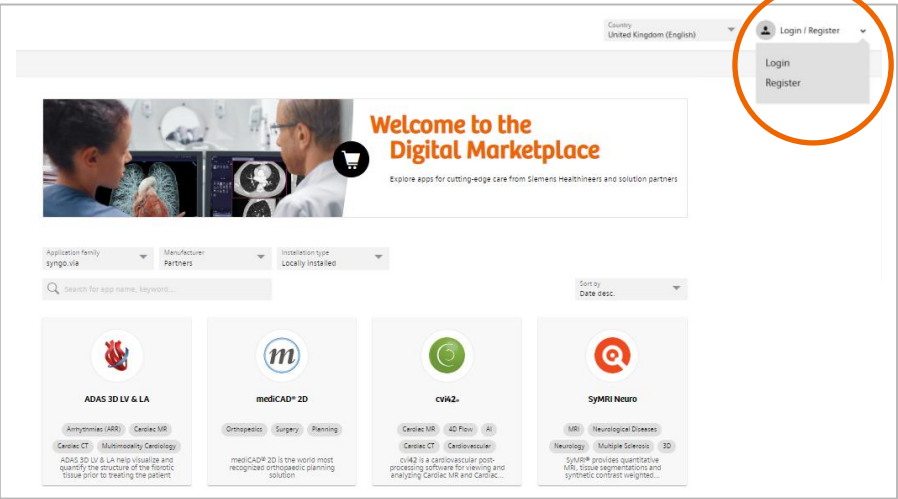 Country
United Kingdom (English)
Login / Register
Login
Register
Welcome to the
Digital Marketplace
Explore apps for cutting-edge care from Siemens Healthineers and solution partners
Application family
syngo.via
Manufacturer
Partners
Installation type
Locally Installed
Search for app name, keyword...
Sort by
Date desc.
ADAS 3D LV & LA
Arrhythmias (ARR) Cardiac MR
Cardiac CT Multimodality Cardiology
ADAS 3D LV & LA help visualize and
quantify the structure of the fibrotic
tissue prior to treating the patient
m
mediCAD® 2D
Orthopedics Surgery Planning
mediCAD® 2D is the world most
recognized orthopaedic planning
solution
cvi42®
Cardiac MR 4D Flow AI
Cardiac CT Cardiovascular
cvi42 is a cardiovascular post-
processing software for viewing and
analyzing Cardiac MR and Cardiac...
SyMRI Neuro
MRI Neurological Diseases
Neurology Multiple Sclerosis 3D
SyMRI® provides quantitative
MRI, tissue segmentations and
synthetic contrast weighted...